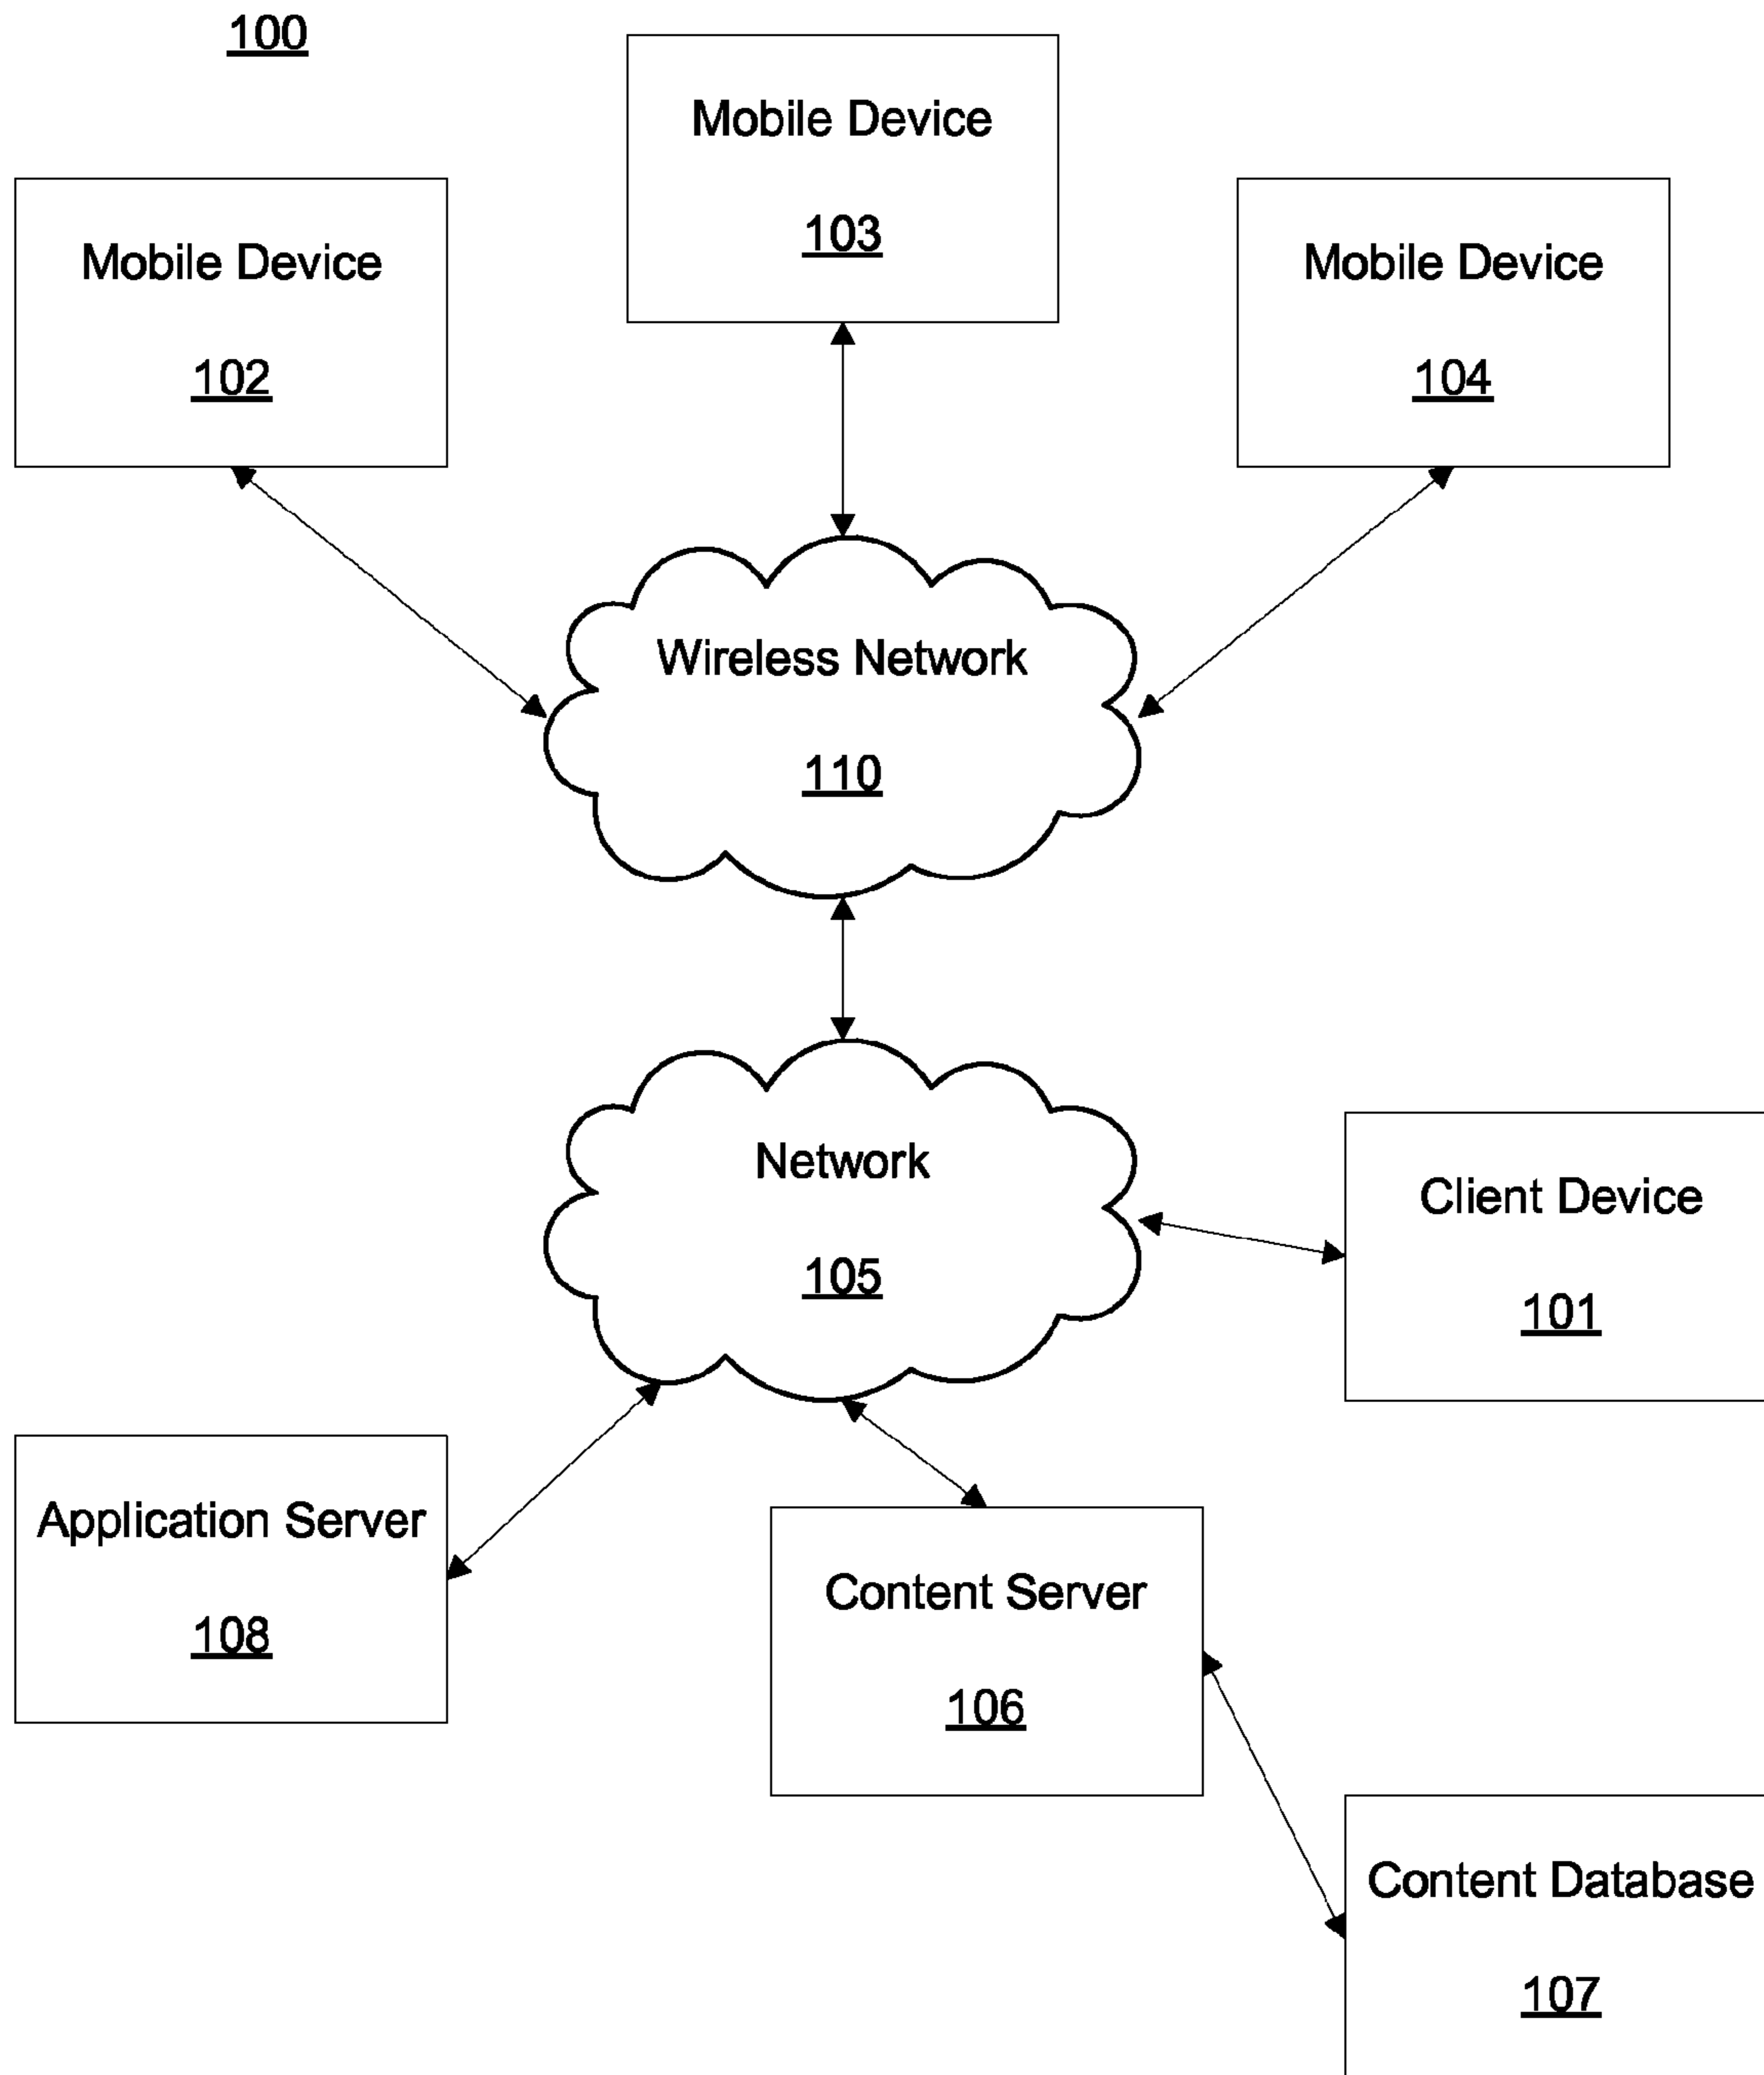 100
Mobile Device
103
Mobile Device
102
Mobile Device
104
Wireless Network
110
Network
105
Client Device
101
Application Server
108
Content Server
106
Content Database
107